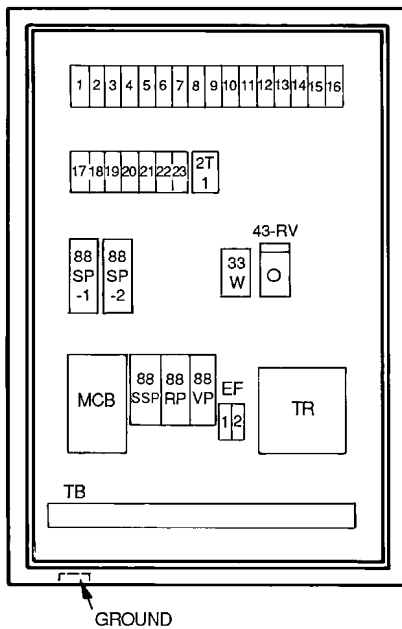 1 2 3 4 5 6 7 8 9 10 11 12 13 14 15 16
17 18 19 20 21 22 23 2T
1
43-RV
88 88 33
SP SP W
-1 -2
88 88 88 EF
MCB SSP RP VP TR
1 2
TB
GROUND